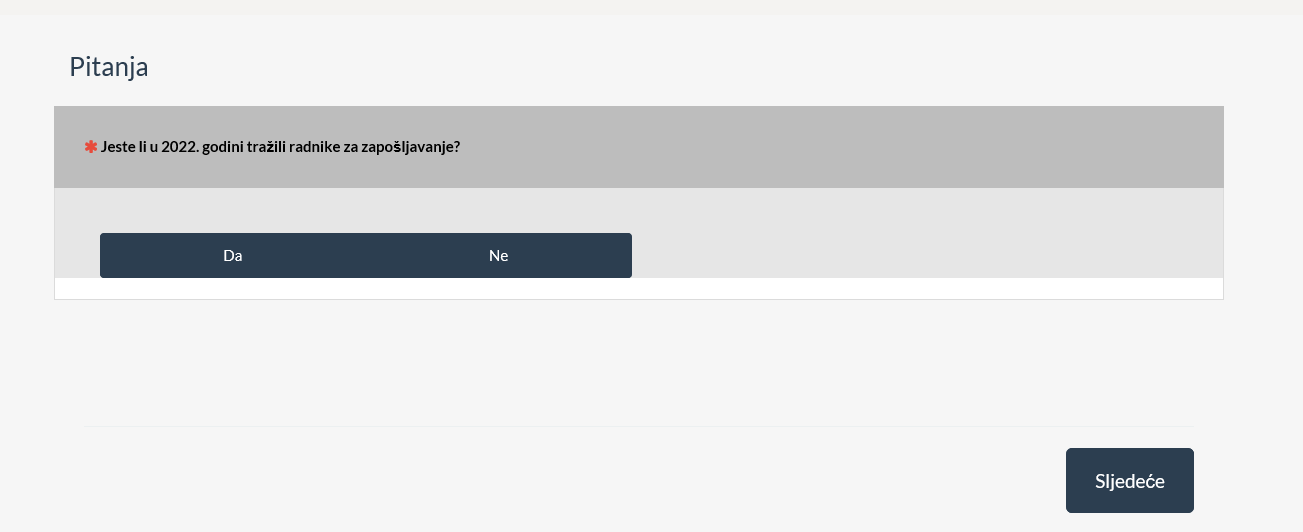 Pitanja
✱ Jeste li u 2022. godini tražili radnike za zapošljavanje?
Da Ne
Sljedeće